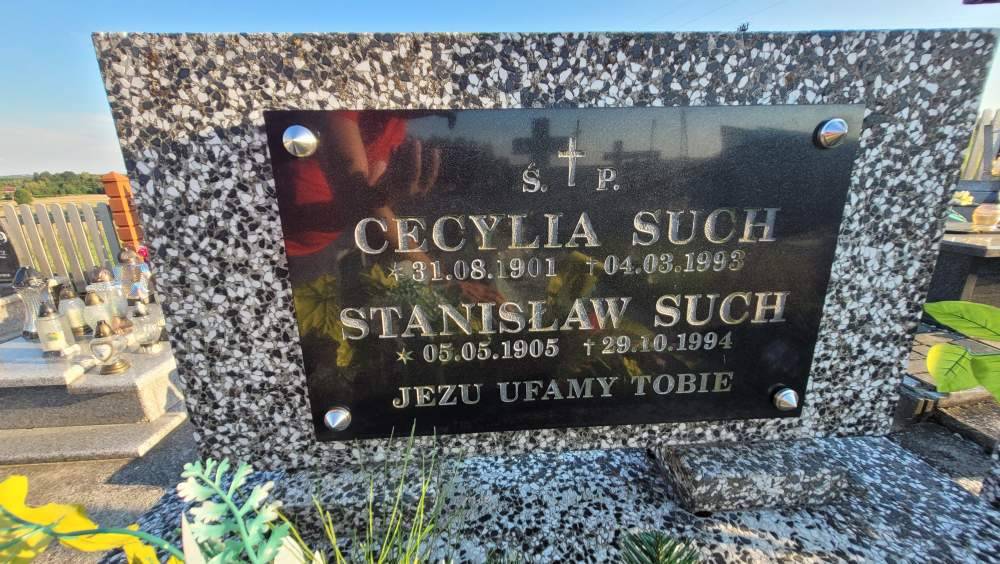 Ś. P.
CECYLIA SUCH
* 31.08.1901 † 04.03.1993
STANISŁAW SUCH
* 05.05.1905 † 29.10.1994
JEZU UFAMY TOBIE